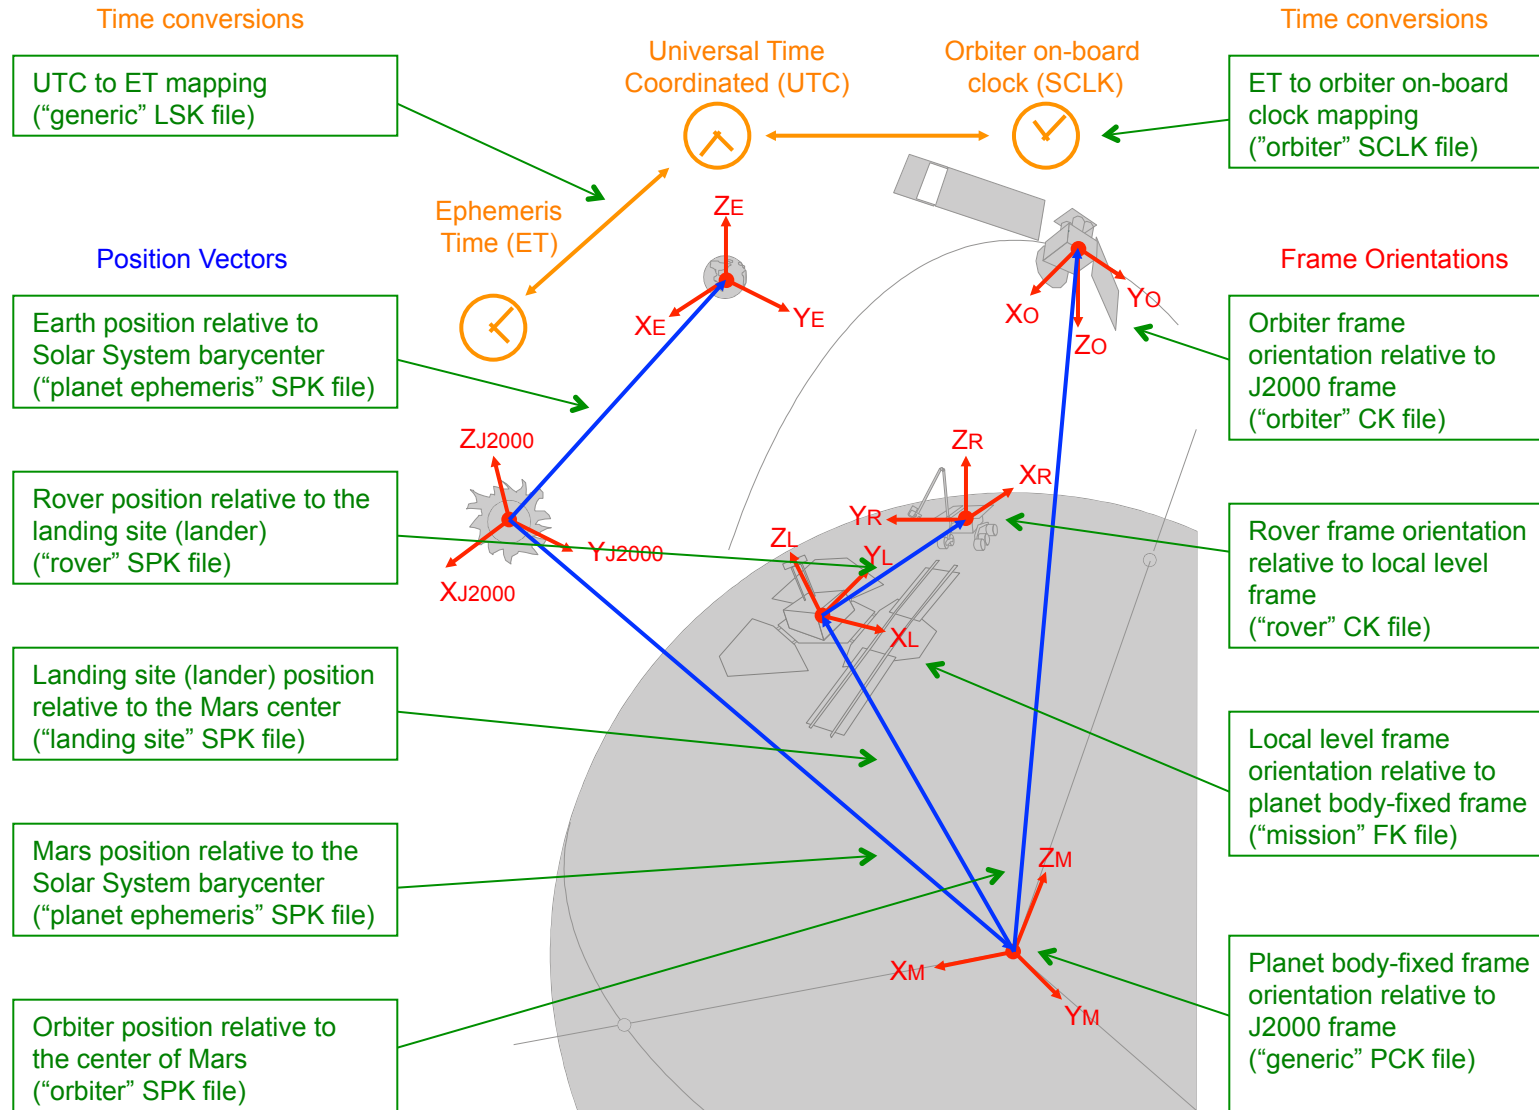 Time conversions
UTC to ET mapping
(“generic” LSK file)
Position Vectors
Earth position relative to
Solar System barycenter
(“planet ephemeris” SPK file)
Rover position relative to the
landing site (lander)
(“rover” SPK file)
Landing site (lander) position
relative to the Mars center
(“landing site” SPK file)
Mars position relative to the
Solar System barycenter
(“planet ephemeris” SPK file)
Orbiter position relative to
the center of Mars
(“orbiter” SPK file)
Universal Time
Coordinated (UTC)
Orbiter on-board
clock (SCLK)
Ephemeris
Time (ET)
ZE
XE
YE
XO
YO
ZO
ZJ2000
YJ2000
XJ2000
ZR
XR
YR
ZL
YL
XL
ZM
XM
YM
Time conversions
ET to orbiter on-board
clock mapping
(”orbiter” SCLK file)
Frame Orientations
Orbiter frame
orientation relative to
J2000 frame
(“orbiter” CK file)
Rover frame orientation
relative to local level
frame
(“rover” CK file)
Local level frame
orientation relative to
planet body-fixed frame
(“mission” FK file)
Planet body-fixed frame
orientation relative to
J2000 frame
(“generic” PCK file)